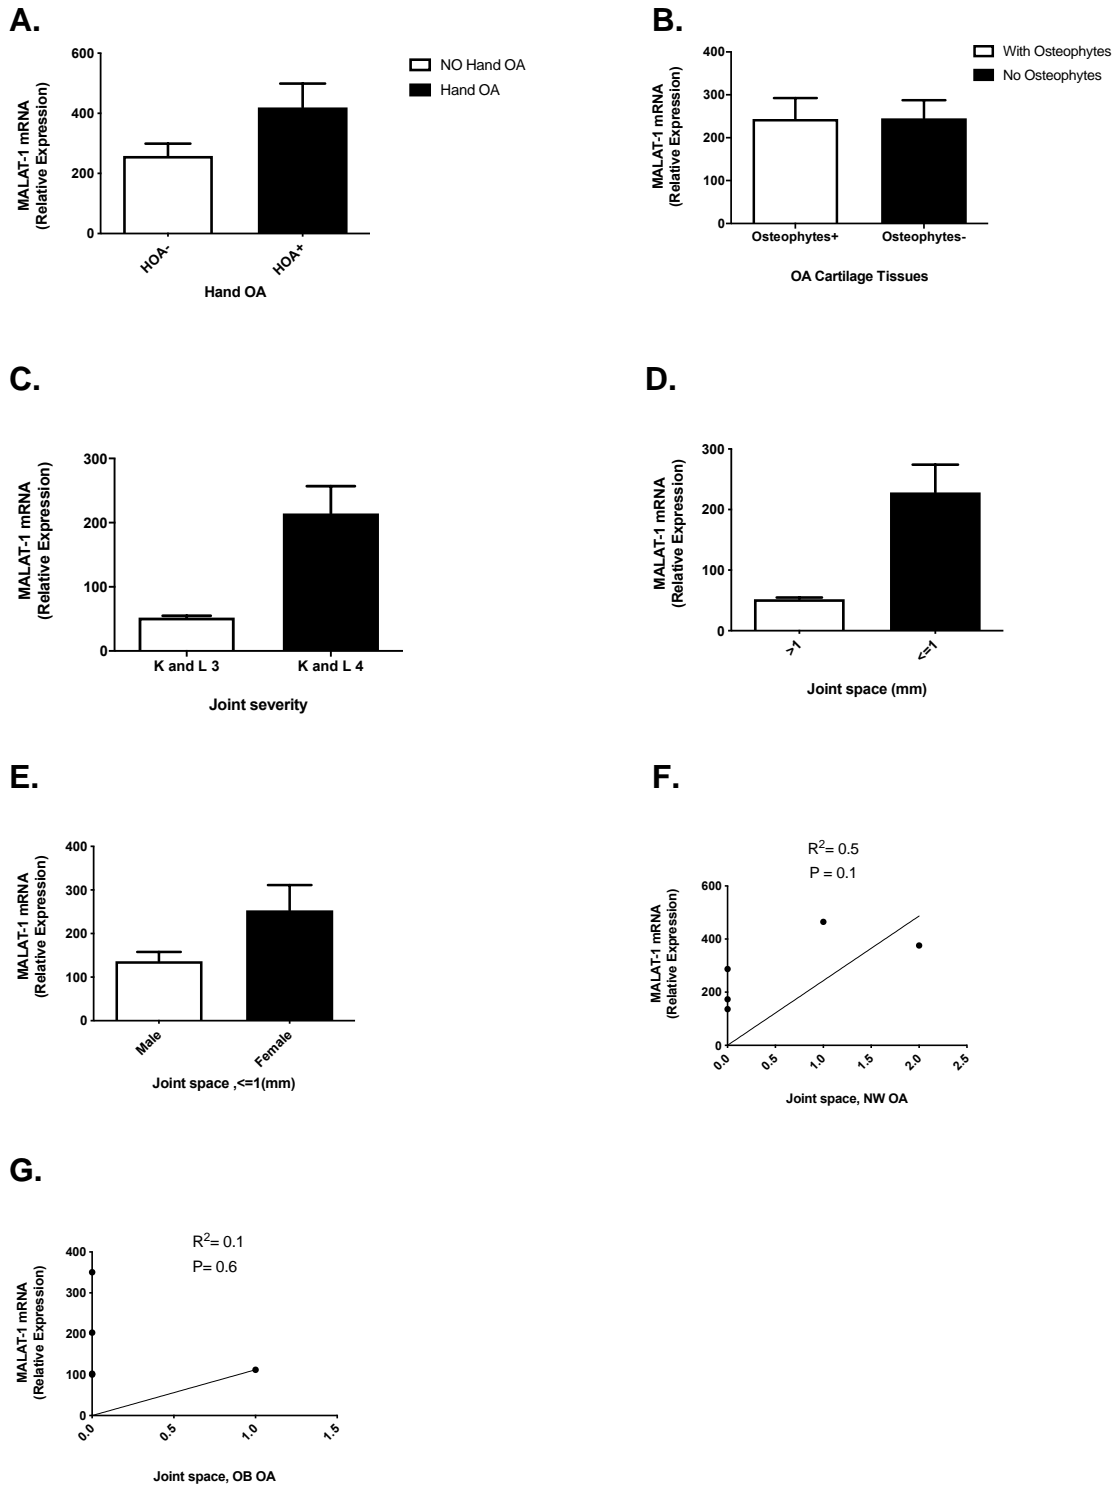 A.
MALAT-1 mRNA
(Relative Expression)
600
400
200
0
HOA-
HOA+
Hand OA
NO Hand OA
Hand OA
B.
MALAT-1 mRNA
(Relative Expression)
400
300
200
100
0
Osteophytes+
Osteophytes-
OA Cartilage Tissues
With Osteophytes
No Osteophytes
C.
MALAT-1 mRNA
(Relative Expression)
300
200
100
0
K and L 3
K and L 4
Joint severity
D.
MALAT-1 mRNA
(Relative Expression)
300
200
100
0
>1
<=1
Joint space (mm)
E.
MALAT-1 mRNA
(Relative Expression)
400
300
200
100
0
Male
Female
Joint space ,<=1(mm)
F.
R2= 0.5
P = 0.1
MALAT-1 mRNA
(Relative Expression)
600
400
200
0
0.0
0.5
1.0
1.5
2.0
2.5
Joint space, NW OA
G.
R2= 0.1
P= 0.6
MALAT-1 mRNA
(Relative Expression)
400
300
200
100
0
0.0
0.5
1.0
1.5
Joint space, OB OA